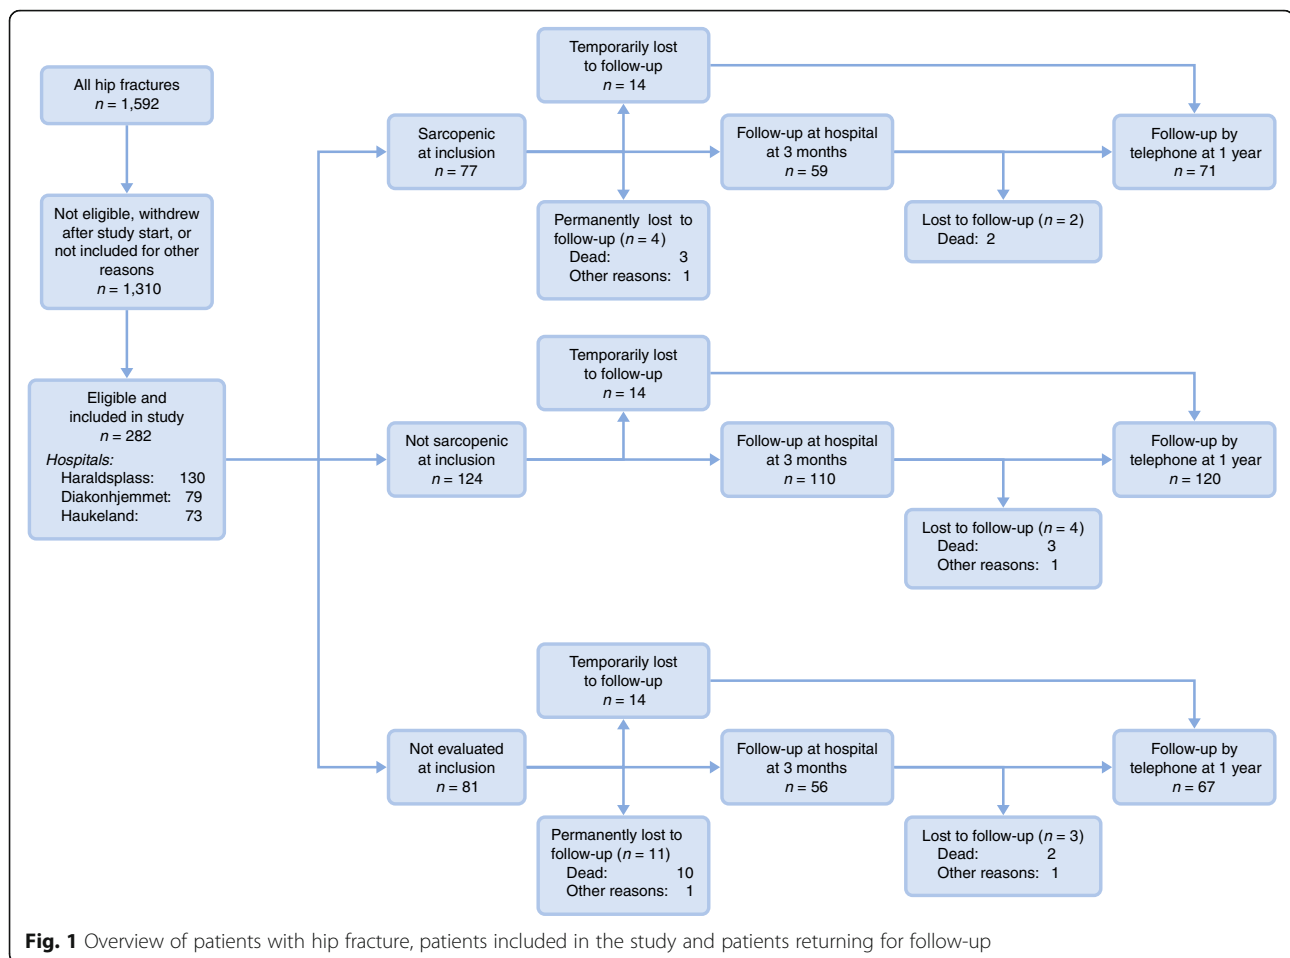 All hip fractures
n = 1,592
Not eligible, withdrew
after study start, or
not included for other
reasons
n = 1,310
Eligible and
included in study
n = 282
Hospitals:
Haraldsplass: 130
Diakonhjemmet: 79
Haukeland: 73
Temporarily lost
to follow-up
n = 14
Sarcopenic
at inclusion
n = 77
Permanently lost to
follow-up (n = 4)
Dead: 3
Other reasons: 1
Follow-up at hospital
at 3 months
n = 59
Lost to follow-up (n = 2)
Dead: 2
Follow-up by
telephone at 1 year
n = 71
Temporarily lost
to follow-up
n = 14
Not sarcopenic
at inclusion
n = 124
Follow-up at hospital
at 3 months
n = 110
Lost to follow-up (n = 4)
Dead: 3
Other reasons: 1
Follow-up by
telephone at 1 year
n = 120
Temporarily lost
to follow-up
n = 14
Not evaluated
at inclusion
n = 81
Permanently lost to
follow-up (n = 11)
Dead: 10
Other reasons: 1
Follow-up at hospital
at 3 months
n = 56
Lost to follow-up (n = 3)
Dead: 2
Other reasons: 1
Follow-up by
telephone at 1 year
n = 67
Fig. 1 Overview of patients with hip fracture, patients included in the study and patients returning for follow-up